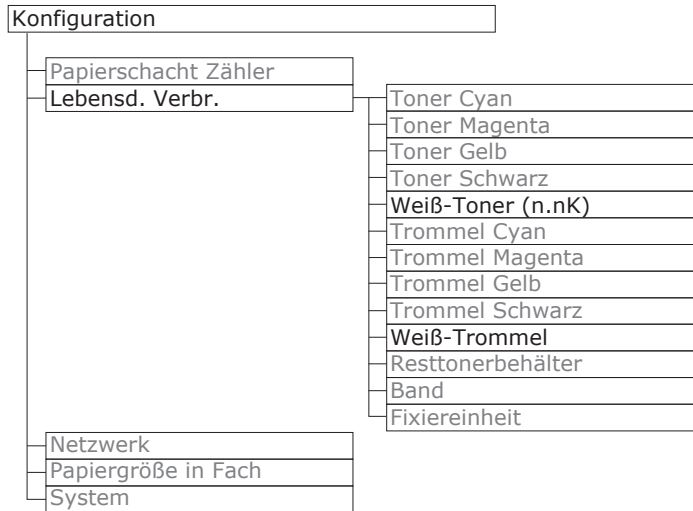 Konfiguration
Papierschacht Zähler
Lebensd. Verbr.
Toner Cyan
Toner Magenta
Toner Gelb
Toner Schwarz
Weiß-Toner (n.nK)
Trommel Cyan
Trommel Magenta
Trommel Gelb
Trommel Schwarz
Weiß-Trommel
Resttonerbehälter
Band
Fixiereinheit
Netzwerk
Papiergröße in Fach
System